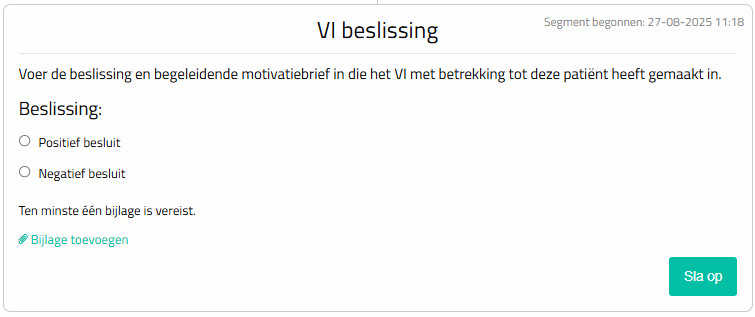 VI beslissing
Segment begonnen: 27-08-2025 11:18
Voer de beslissing en begeleidende motivatiebrief in die het VI met betrekking tot deze patiënt heeft gemaakt in.
Beslissing:
Positief besluit
Negatief besluit
Ten minste één bijlage is vereist.
Bijlage toevoegen
Sla op